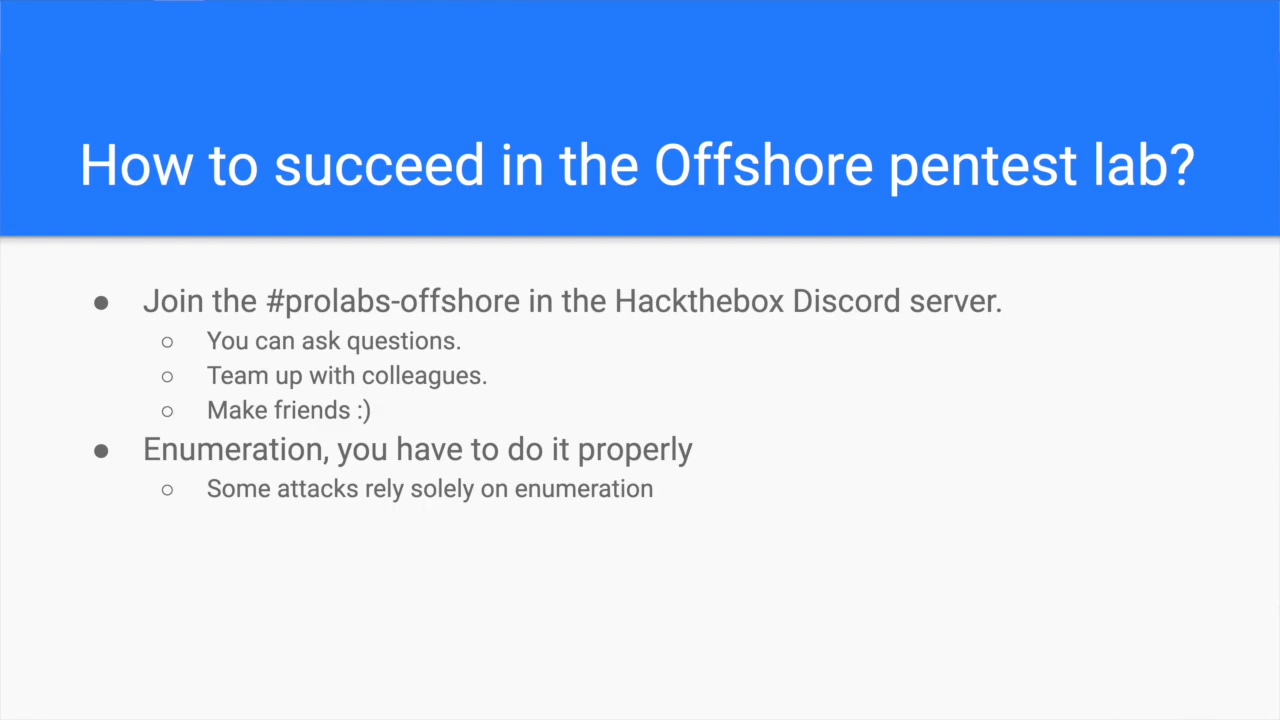 How to succeed in the Offshore pentest lab?
● Join the #prolabs-offshore in the Hackthebox Discord server.
○ You can ask questions.
○ Team up with colleagues.
○ Make friends :)
● Enumeration, you have to do it properly
○ Some attacks rely solely on enumeration